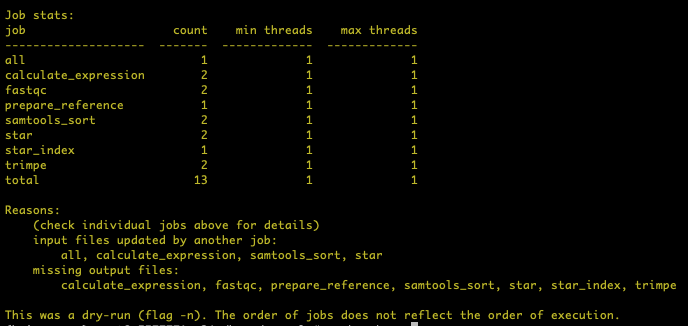 Job stats:
job                     count    min threads    max threads
--------------------  -------  -------------  -------------
all                         1              1              1
calculate_expression        2              1              1
fastqc                      2              1              1
prepare_reference           1              1              1
samtools_sort               2              1              1
star                        2              1              1
star_index                  1              1              1
trimpe                      2              1              1
total                      13              1              1

Reasons:
    (check individual jobs above for details)
    input files updated by another job:
        all, calculate_expression, samtools_sort, star
    missing output files:
        calculate_expression, fastqc, prepare_reference, samtools_sort, star, star_index, trimpe

This was a dry-run (flag -n). The order of jobs does not reflect the order of execution.